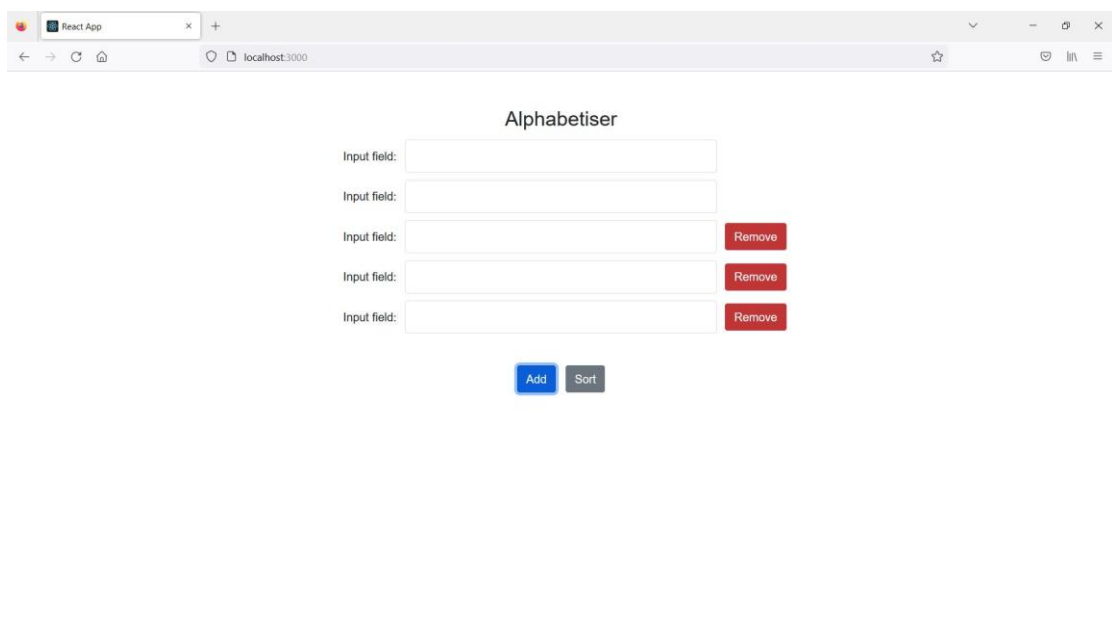 React App
localhost:3000
Alphabetiser
Input field:
Input field:
Input field: Remove
Input field: Remove
Input field: Remove
Add Sort